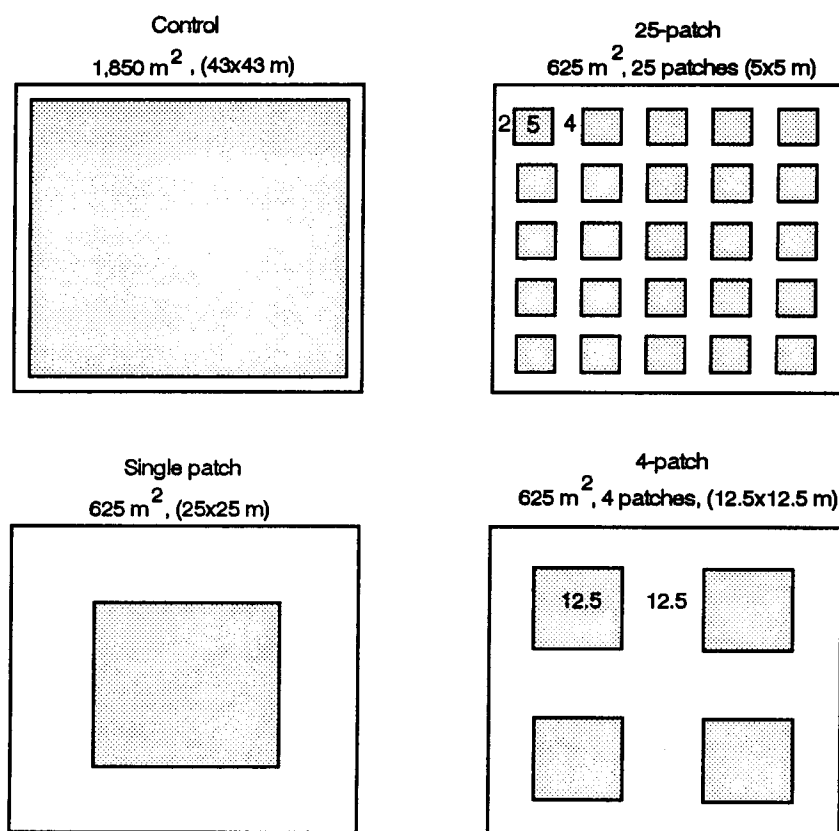 Control
1,850 m², (43x43 m)
25-patch
625 m², 25 patches (5x5 m)
2 5 4
Single patch
625 m², (25x25 m)
4-patch
625 m², 4 patches, (12.5x12.5 m)
12.5 12.5